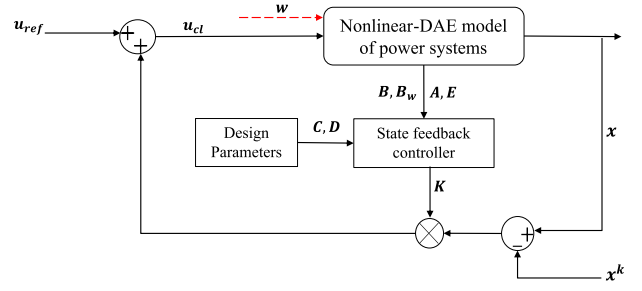 w
u_ref
+
+
u_cl
Nonlinear-DAE model
of power systems
B, B_w
A, E
Design
Parameters
C, D
State feedback
controller
x
K
+
−
x^k